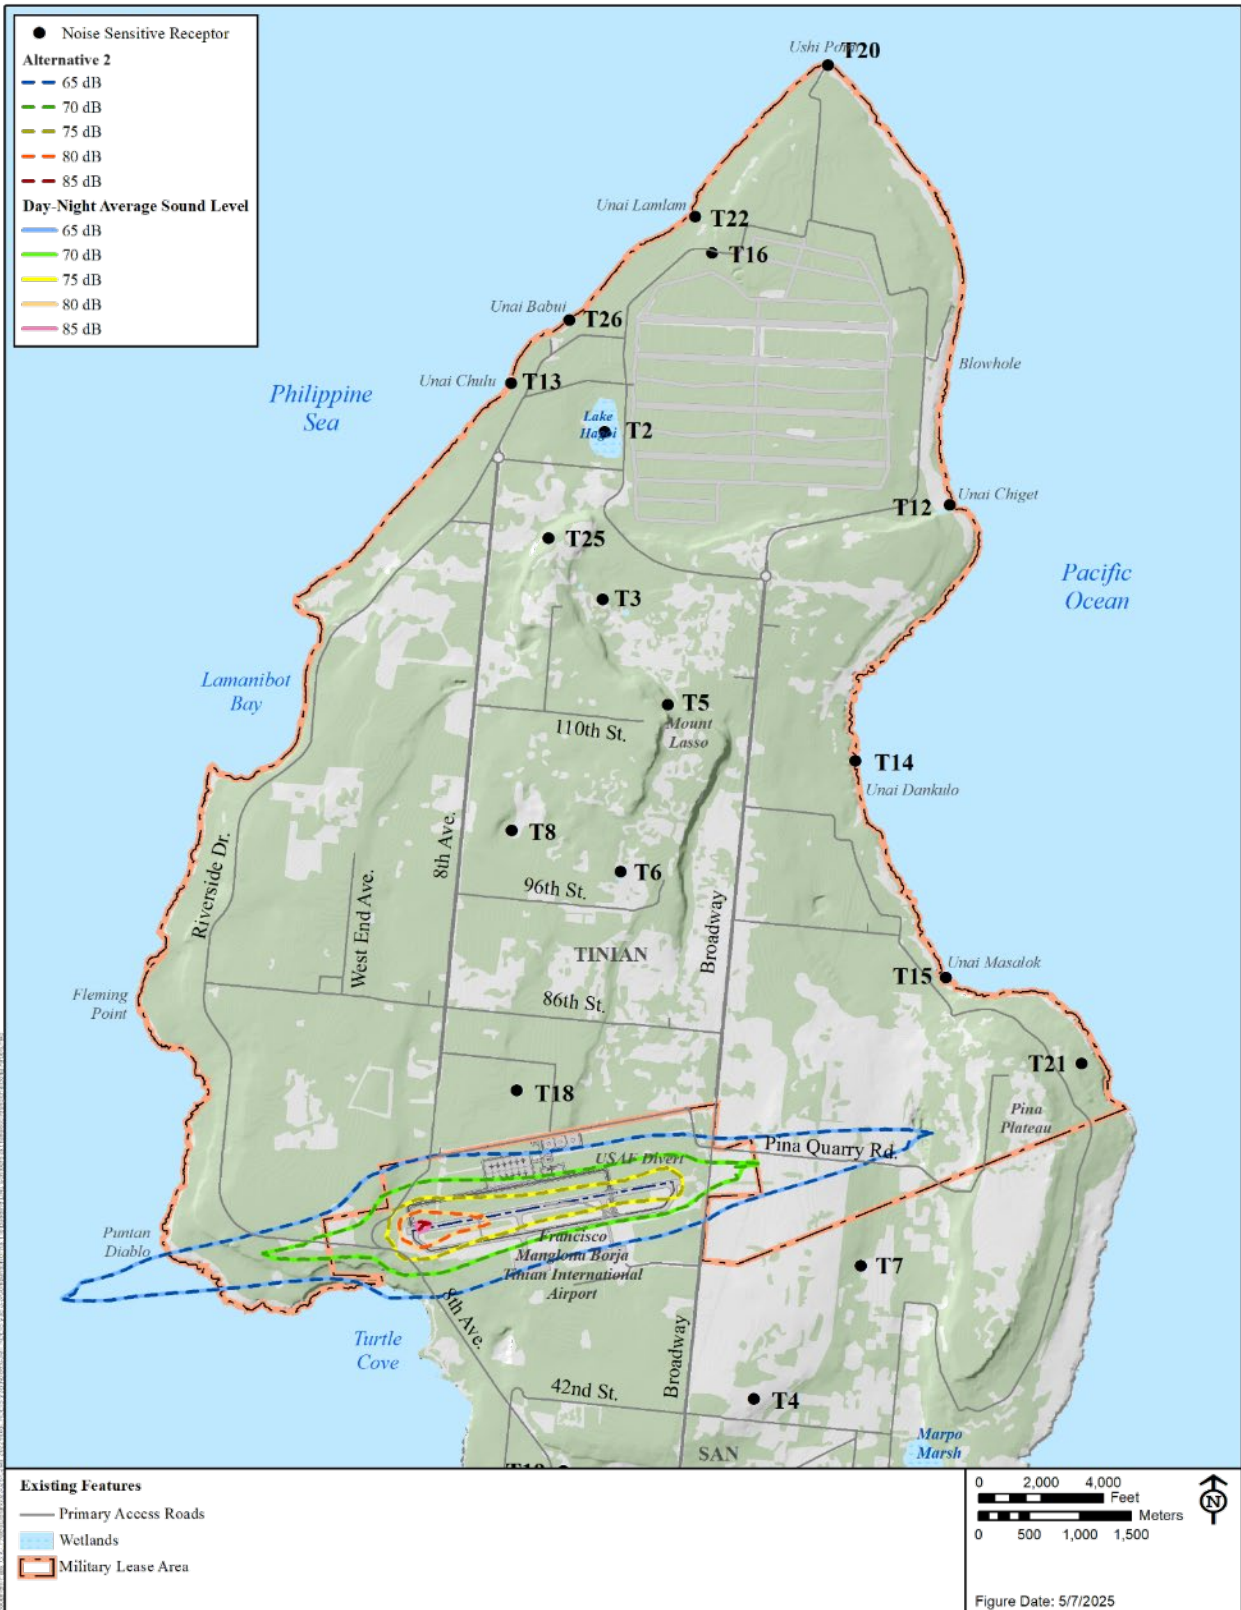 Noise Sensitive Receptor
Alternative 2
65 dB
70 dB
75 dB
80 dB
85 dB
Day-Night Average Sound Level
65 dB
70 dB
75 dB
80 dB
85 dB
Ushi Point
T20
Unai Lamlam
T22
T16
Unai Babui
T26
Blowhole
Unai Chulu
T13
Philippine
Sea
Lake
Hagoi
T2
Unai Chiget
T12
T25
Pacific
Ocean
T3
Lamanibot
Bay
T5
Mount
Lasso
110th St.
T14
Unai Dankulo
8th Ave.
T8
Riverside Dr.
T6
96th St.
West End Ave.
Broadway
TINIAN
Unai Masalok
T15
Fleming
Point
86th St.
T21
T18
Pina
Plateau
Pina Quarry Rd.
USAF Divert
Puntan
Diablo
Francisco
Manglona Borja
Tinian International
Airport
T7
8th Ave.
Turtle
Cove
Broadway
42nd St.
T4
Marpo
Marsh
SAN
Existing Features
Primary Access Roads
Wetlands
Military Lease Area
0 2,000 4,000
Feet
Meters
0 500 1,000 1,500
N
Figure Date: 5/7/2025